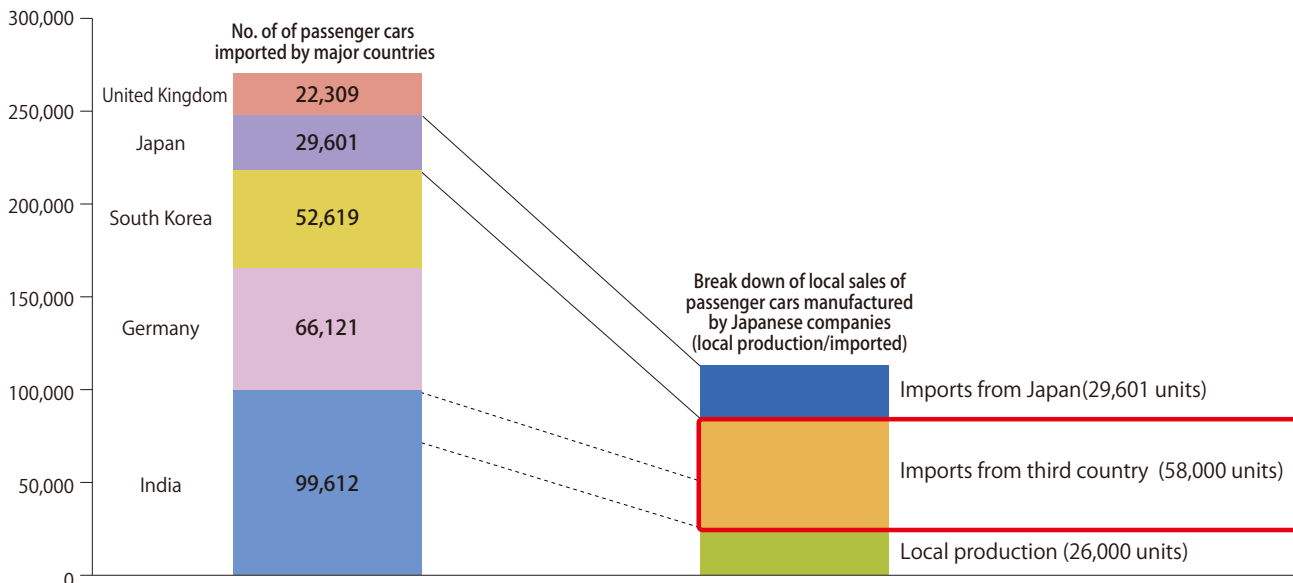 300,000
250,000
200,000
150,000
100,000
50,000
0
No. of of passenger cars
imported by major countries
United Kingdom
22,309
Japan
29,601
South Korea
52,619
Germany
66,121
India
99,612
Break down of local sales of
passenger cars manufactured
by Japanese companies
(local production/imported)
Imports from Japan(29,601 units)
Imports from third country (58,000 units)
Local production (26,000 units)